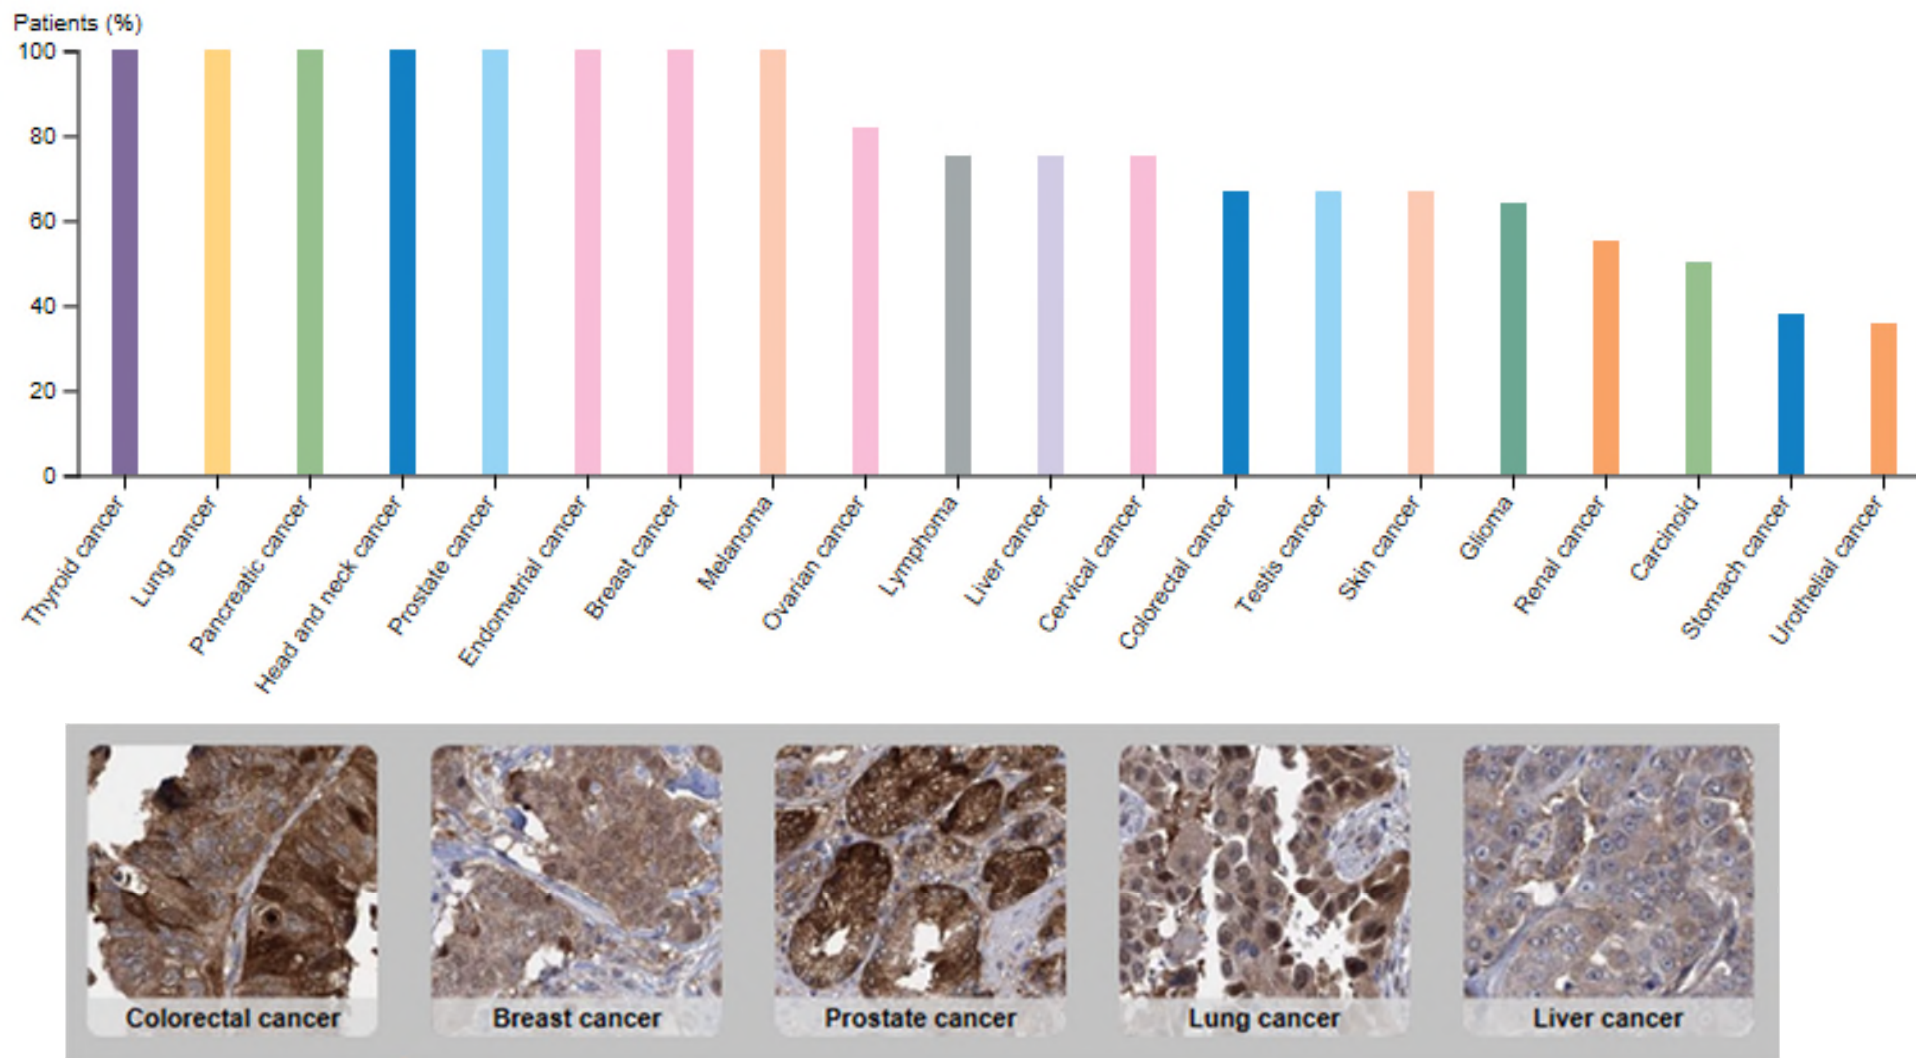 Patients (%)
100
80
60
40
20
0
Thyroid cancer
Lung cancer
Pancreatic cancer
Head and neck cancer
Prostate cancer
Endometrial cancer
Breast cancer
Melanoma
Ovarian cancer
Lymphoma
Liver cancer
Cervical cancer
Colorectal cancer
Testis cancer
Skin cancer
Glioma
Renal cancer
Carcinoid
Stomach cancer
Urothelial cancer
Colorectal cancer
Breast cancer
Prostate cancer
Lung cancer
Liver cancer